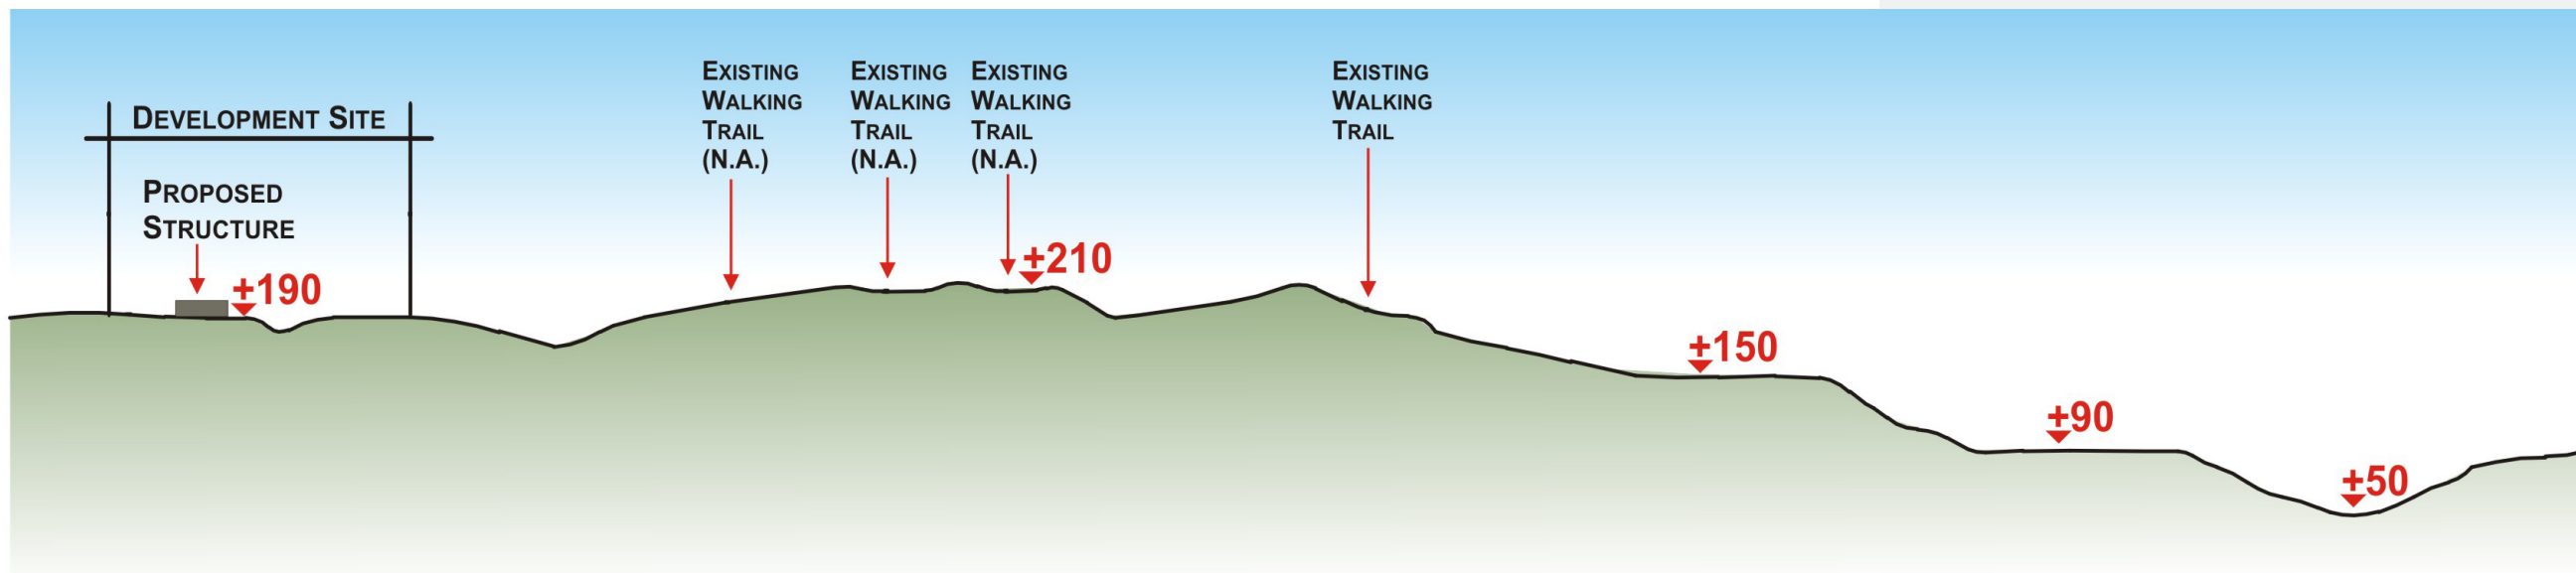 DEVELOPMENT SITE
PROPOSED
STRUCTURE
±190
EXISTING
WALKING
TRAIL
(N.A.)
EXISTING
WALKING
TRAIL
(N.A.)
EXISTING
WALKING
TRAIL
(N.A.)
±210
EXISTING
WALKING
TRAIL
±150
±90
±50